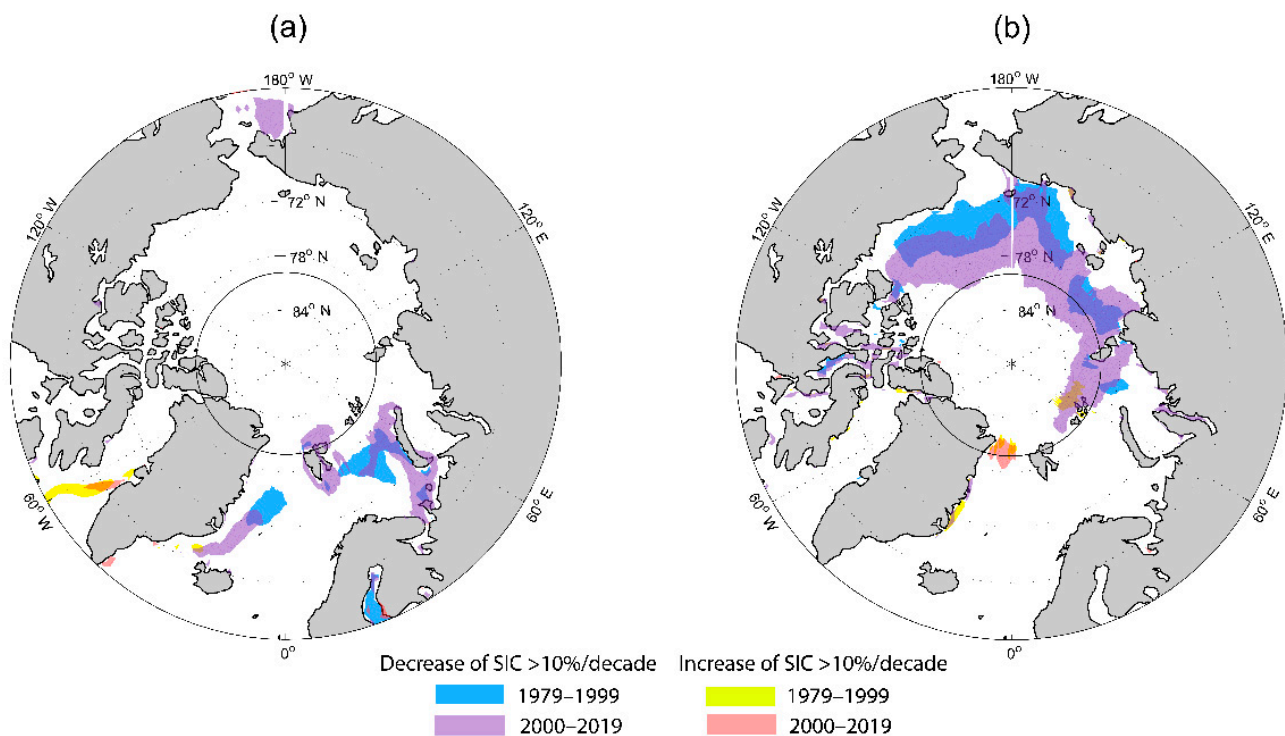 (a) (b)
180° W 180° W
120° W 120° E 120° W 120° E
72° N 72° N
78° N 78° N
84° N 84° N
60° W 60° E 60° W 60° E
0° 0°
Decrease of SIC >10%/decade Increase of SIC >10%/decade
1979–1999 1979–1999
2000–2019 2000–2019